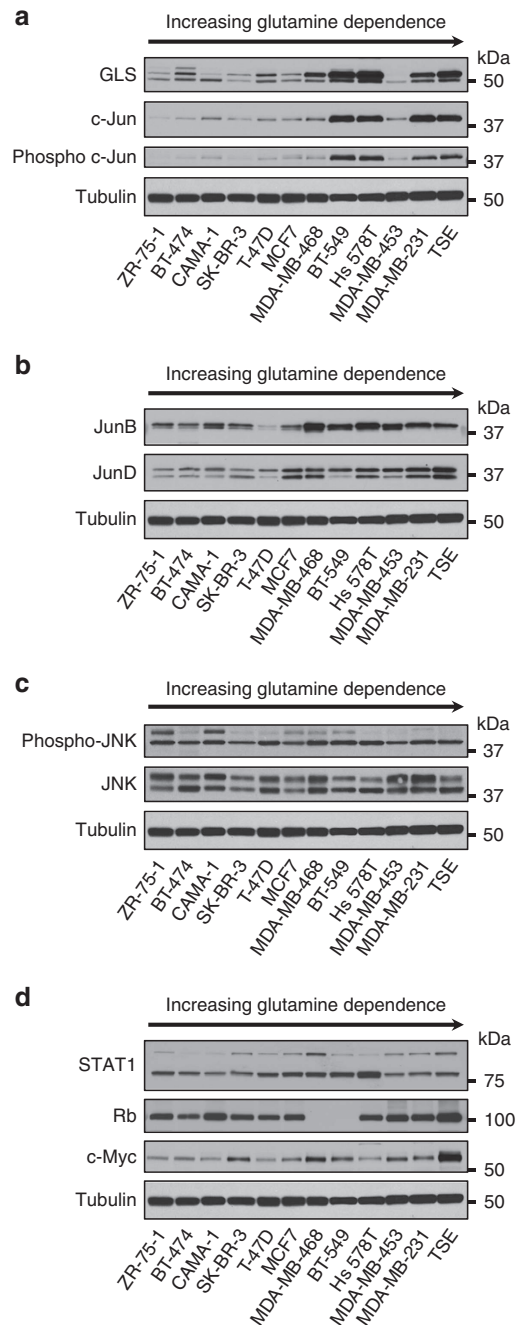 a
Increasing glutamine dependence
kDa
GLS
50
c-Jun
37
Phospho c-Jun
37
Tubulin
50
ZR-75-1
BT-474
CAMA-1
SK-BR-3
T-47D
MCF7
MDA-MB-468
BT-549
Hs 578T
MDA-MB-453
MDA-MB-231
TSE
b
Increasing glutamine dependence
kDa
JunB
37
JunD
37
Tubulin
50
ZR-75-1
BT-474
CAMA-1
SK-BR-3
T-47D
MCF7
MDA-MB-468
BT-549
Hs 578T
MDA-MB-453
MDA-MB-231
TSE
c
Increasing glutamine dependence
kDa
Phospho-JNK
37
JNK
37
Tubulin
50
ZR-75-1
BT-474
CAMA-1
SK-BR-3
T-47D
MCF7
MDA-MB-468
BT-549
Hs 578T
MDA-MB-453
MDA-MB-231
TSE
d
Increasing glutamine dependence
kDa
STAT1
75
Rb
100
c-Myc
50
Tubulin
50
ZR-75-1
BT-474
CAMA-1
SK-BR-3
T-47D
MCF7
MDA-MB-468
BT-549
Hs 578T
MDA-MB-453
MDA-MB-231
TSE